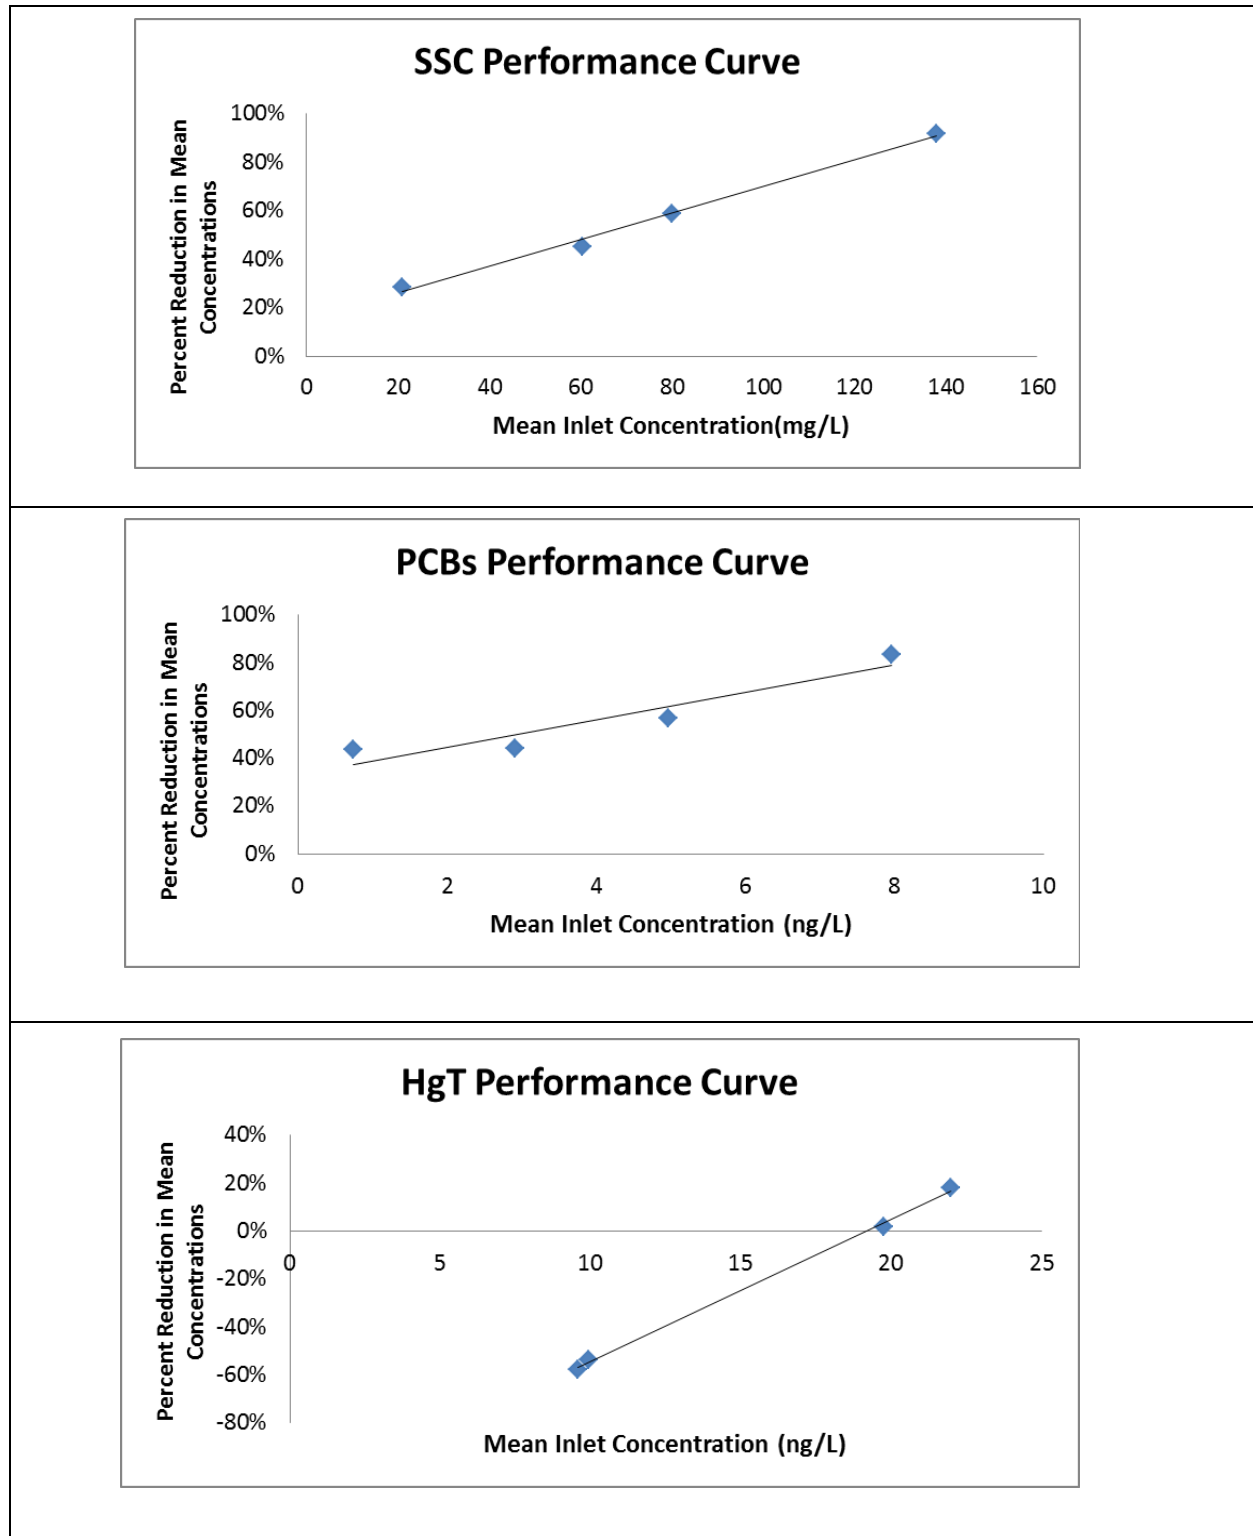 SSC Performance Curve
Percent Reduction in Mean
Concentrations
100%
80%
60%
40%
20%
0%
0 20 40 60 80 100 120 140 160
Mean Inlet Concentration(mg/L)
PCBs Performance Curve
Percent Reduction in Mean
Concentrations
100%
80%
60%
40%
20%
0%
0 2 4 6 8 10
Mean Inlet Concentration (ng/L)
HgT Performance Curve
Percent Reduction in Mean
Concentrations
40%
20%
0%
-20%
-40%
-60%
-80%
0 5 10 15 20 25
Mean Inlet Concentration (ng/L)